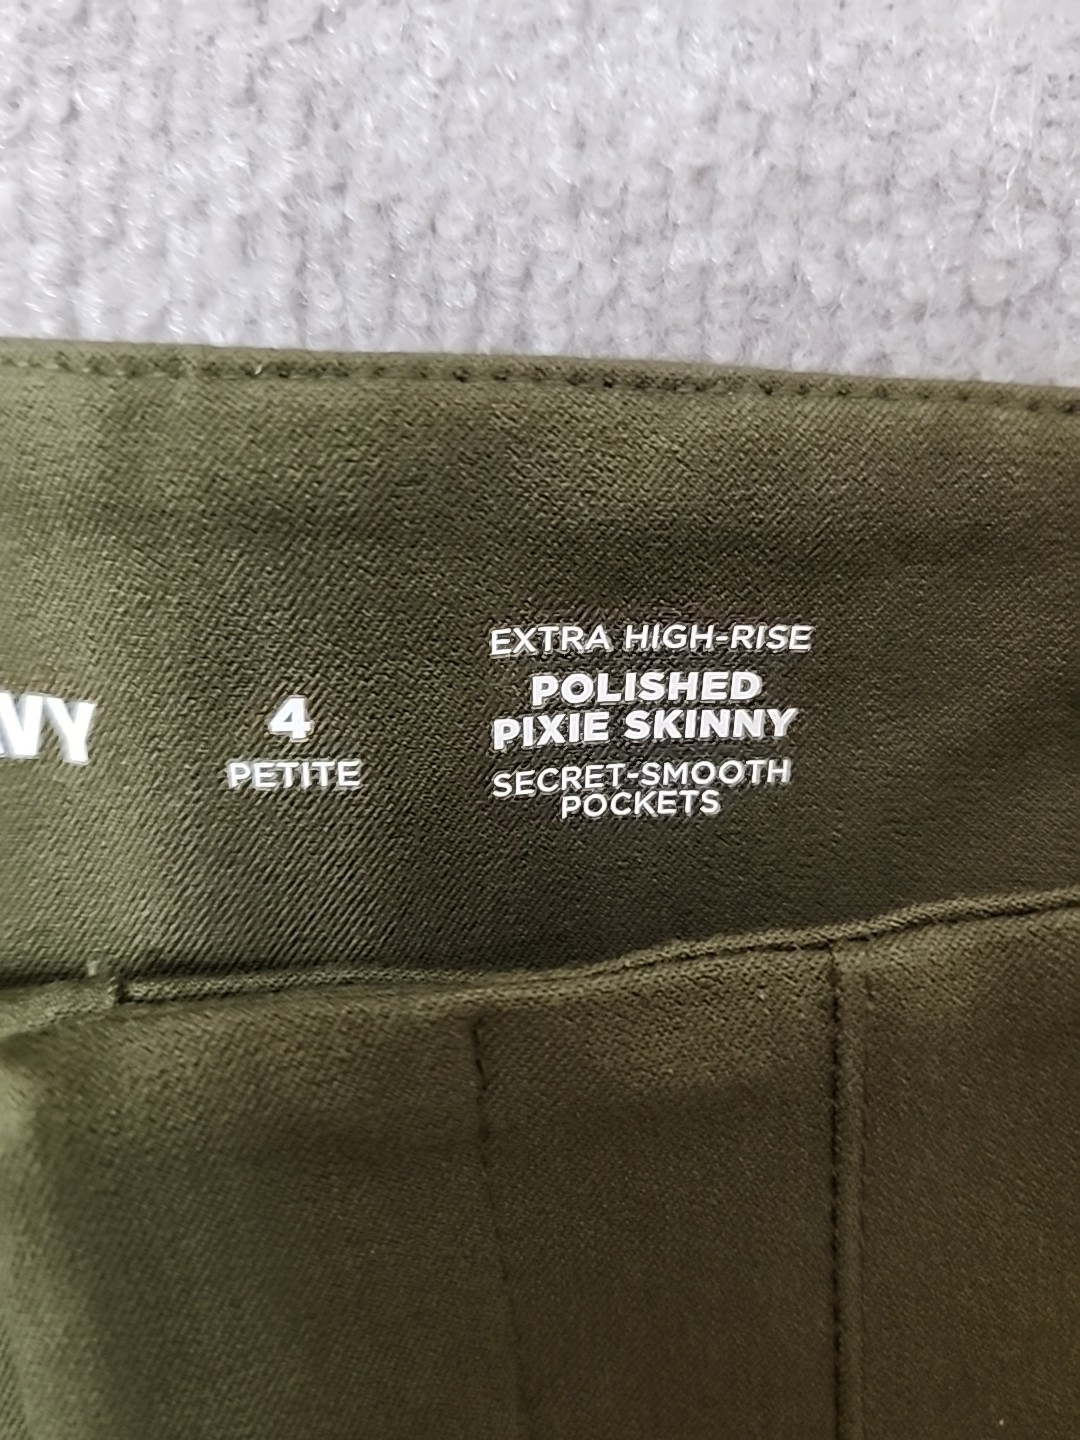 4
PETITE
EXTRA HIGH-RISE
POLISHED
PIXIE SKINNY
SECRET-SMOOTH
POCKETS